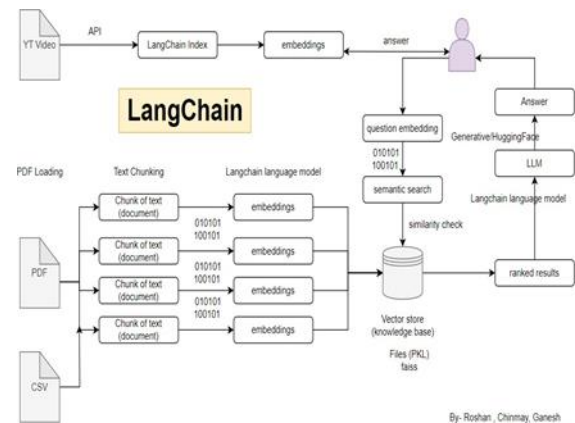 YT Video
API
LangChain Index
embeddings
answer
LangChain
question embedding
010101
100101
semantic search
similarity check
Answer
Generative/HuggingFace
LLM
Langchain language model
PDF Loading
Text Chunking
Langchain language model
Chunk of text
(document)
010101
100101
embeddings
Chunk of text
(document)
010101
100101
embeddings
Chunk of text
(document)
010101
100101
embeddings
Chunk of text
(document)
embeddings
PDF
CSV
Vector store
(knowledge base)
Files (PKL)
faiss
ranked results
By- Roshan , Chinmay, Ganesh